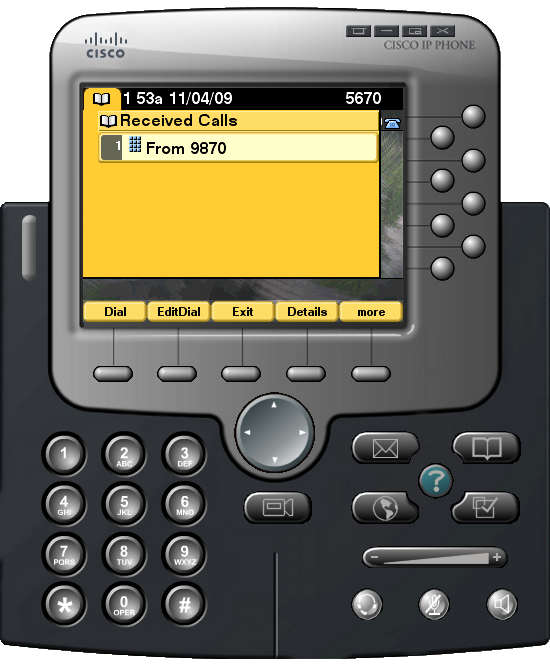 CISCO
CISCO IP PHONE
1 53a 11/04/09 5670
Received Calls
1 From 9870
Dial EditDial Exit Details more
1 2 3
ABC DEF
4 5 6
GHI JKL MNO
7 8 9
PQRS TUV WXYZ
* 0 #
OPER
?
- +